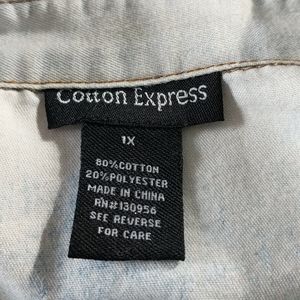 Cotton Express
1X
80%COTTON
20%POLYESTER
MADE IN CHINA
RN#130956
SEE REVERSE
FOR CARE